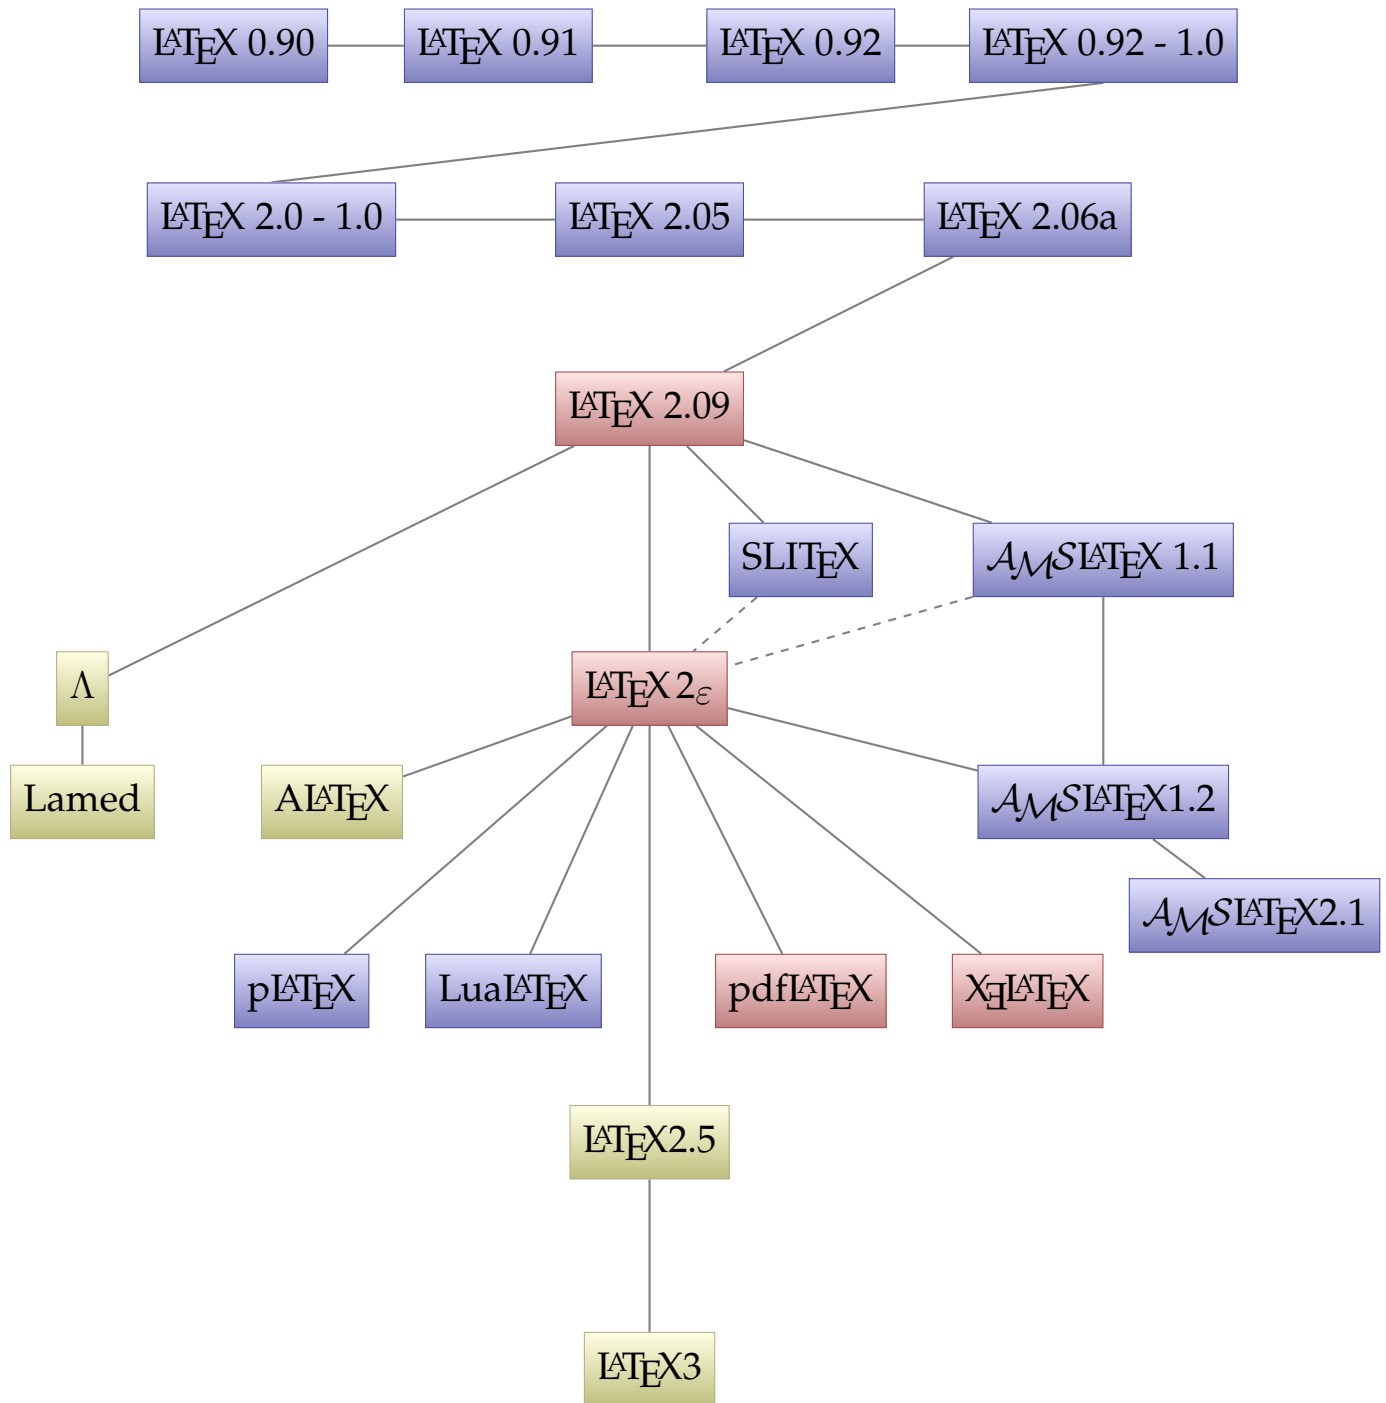 LATEX 0.90
LATEX 0.91
LATEX 0.92
LATEX 0.92 - 1.0
LATEX 2.0 - 1.0
LATEX 2.05
LATEX 2.06a
LATEX 2.09
SLITEX
AMSLATEX 1.1
Λ
LATEX 2ε
Lamed
ALATEX
AMSLATEX1.2
AMSLATEX2.1
pLATEX
LuaLATEX
pdfLATEX
XƎLATEX
LATEX2.5
LATEX3